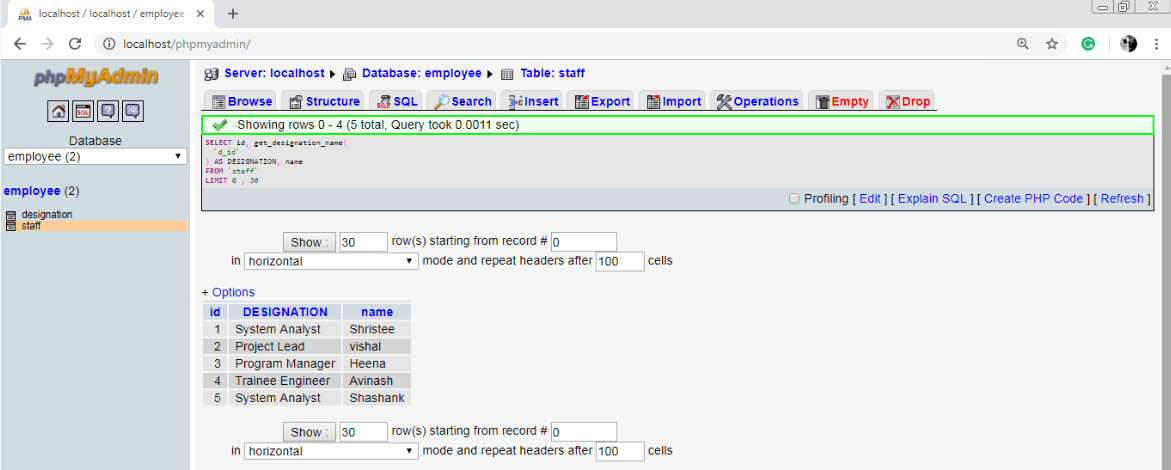 localhost / localhost / employee
localhost/phpmyadmin/
phpMyAdmin
Server: localhost Database: employee Table: staff
Browse Structure SQL Search Insert Export Import Operations Empty Drop
Showing rows 0 - 4 (5 total, Query took 0.0011 sec)
SELECT id, get_designation_name(
`d_id`
) AS DESIGNATION, name
FROM `staff`
LIMIT 0 , 30
Profiling [ Edit ] [ Explain SQL ] [ Create PHP Code ] [ Refresh ]
SQL
Database
employee (2)
employee (2)
designation
staff
Show : 30 row(s) starting from record # 0
in horizontal mode and repeat headers after 100 cells
+ Options
id DESIGNATION name
1 System Analyst Shristee
2 Project Lead vishal
3 Program Manager Heena
4 Trainee Engineer Avinash
5 System Analyst Shashank
Show : 30 row(s) starting from record # 0
in horizontal mode and repeat headers after 100 cells